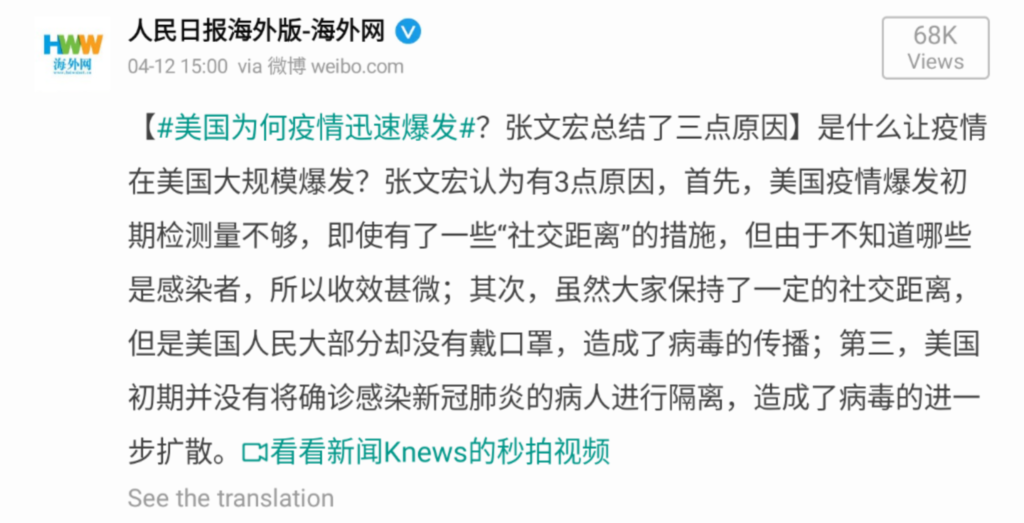 HWW
海外网
人民日报海外版-海外网
04-12 15:00 via 微博 weibo.com
68K
Views
【#美国为何疫情迅速爆发#？张文宏总结了三点原因】是什么让疫情
在美国大规模爆发？张文宏认为有3点原因，首先，美国疫情爆发初
期检测量不够，即使有了一些“社交距离”的措施，但由于不知道哪些
是感染者，所以收效甚微；其次，虽然大家保持了一定的社交距离，
但是美国人民大部分却没有戴口罩，造成了病毒的传播；第三，美国
初期并没有将确诊感染新冠肺炎的病人进行隔离，造成了病毒的进一
步扩散。看看新闻Knews的秒拍视频
See the translation